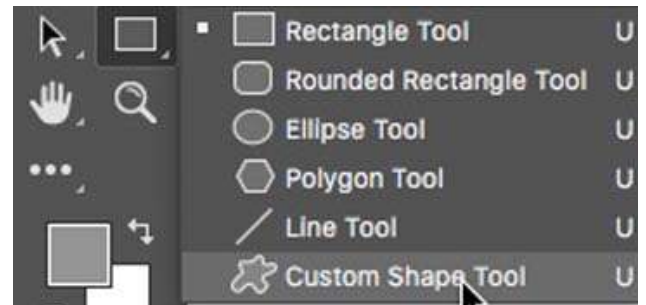 Rectangle Tool U
Rounded Rectangle Tool U
Ellipse Tool U
Polygon Tool U
Line Tool U
Custom Shape Tool U